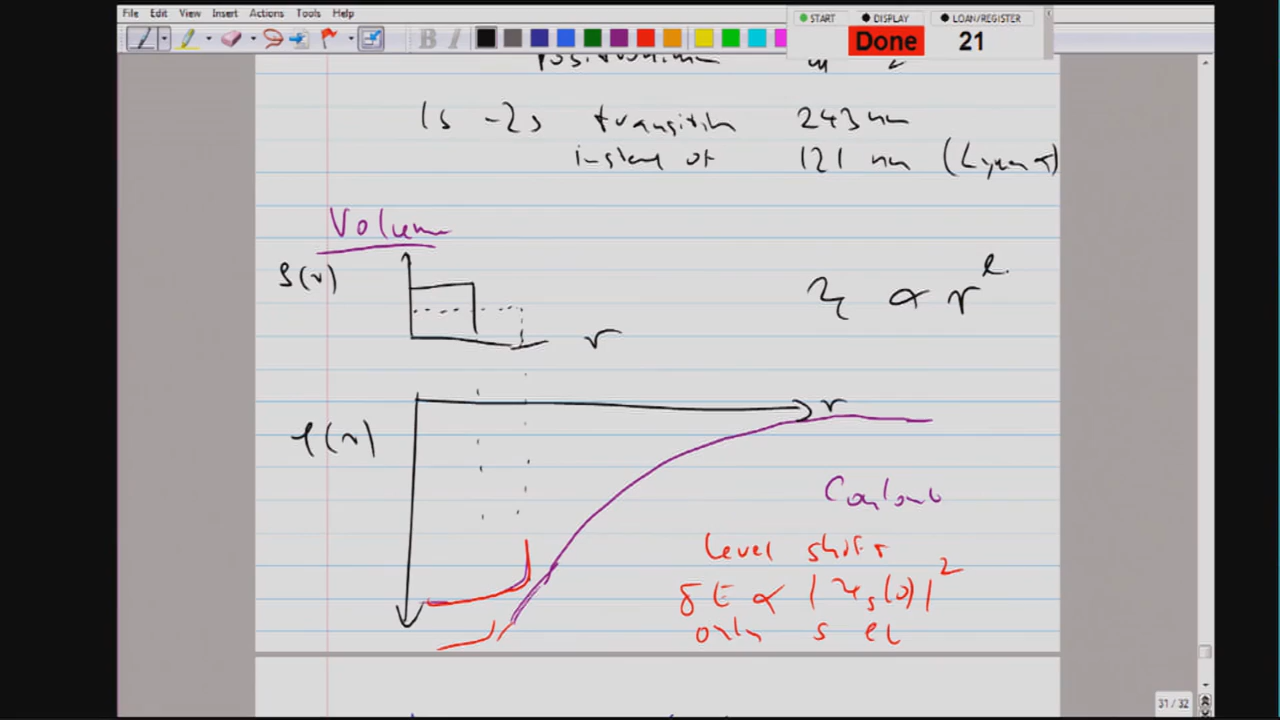 File Edit View Insert Actions Tools Help
START DISPLAY LOAN/REGISTER
Done 21
B I
1s - 2s transition 243 nm
instead of 121 nm (Lyman α)
Volume
ρ(r)
r
ψ ∝ r^l
r
φ(r)
Coulomb
level shift
δE ∝ |ψs(0)|²
only s el
31 / 32